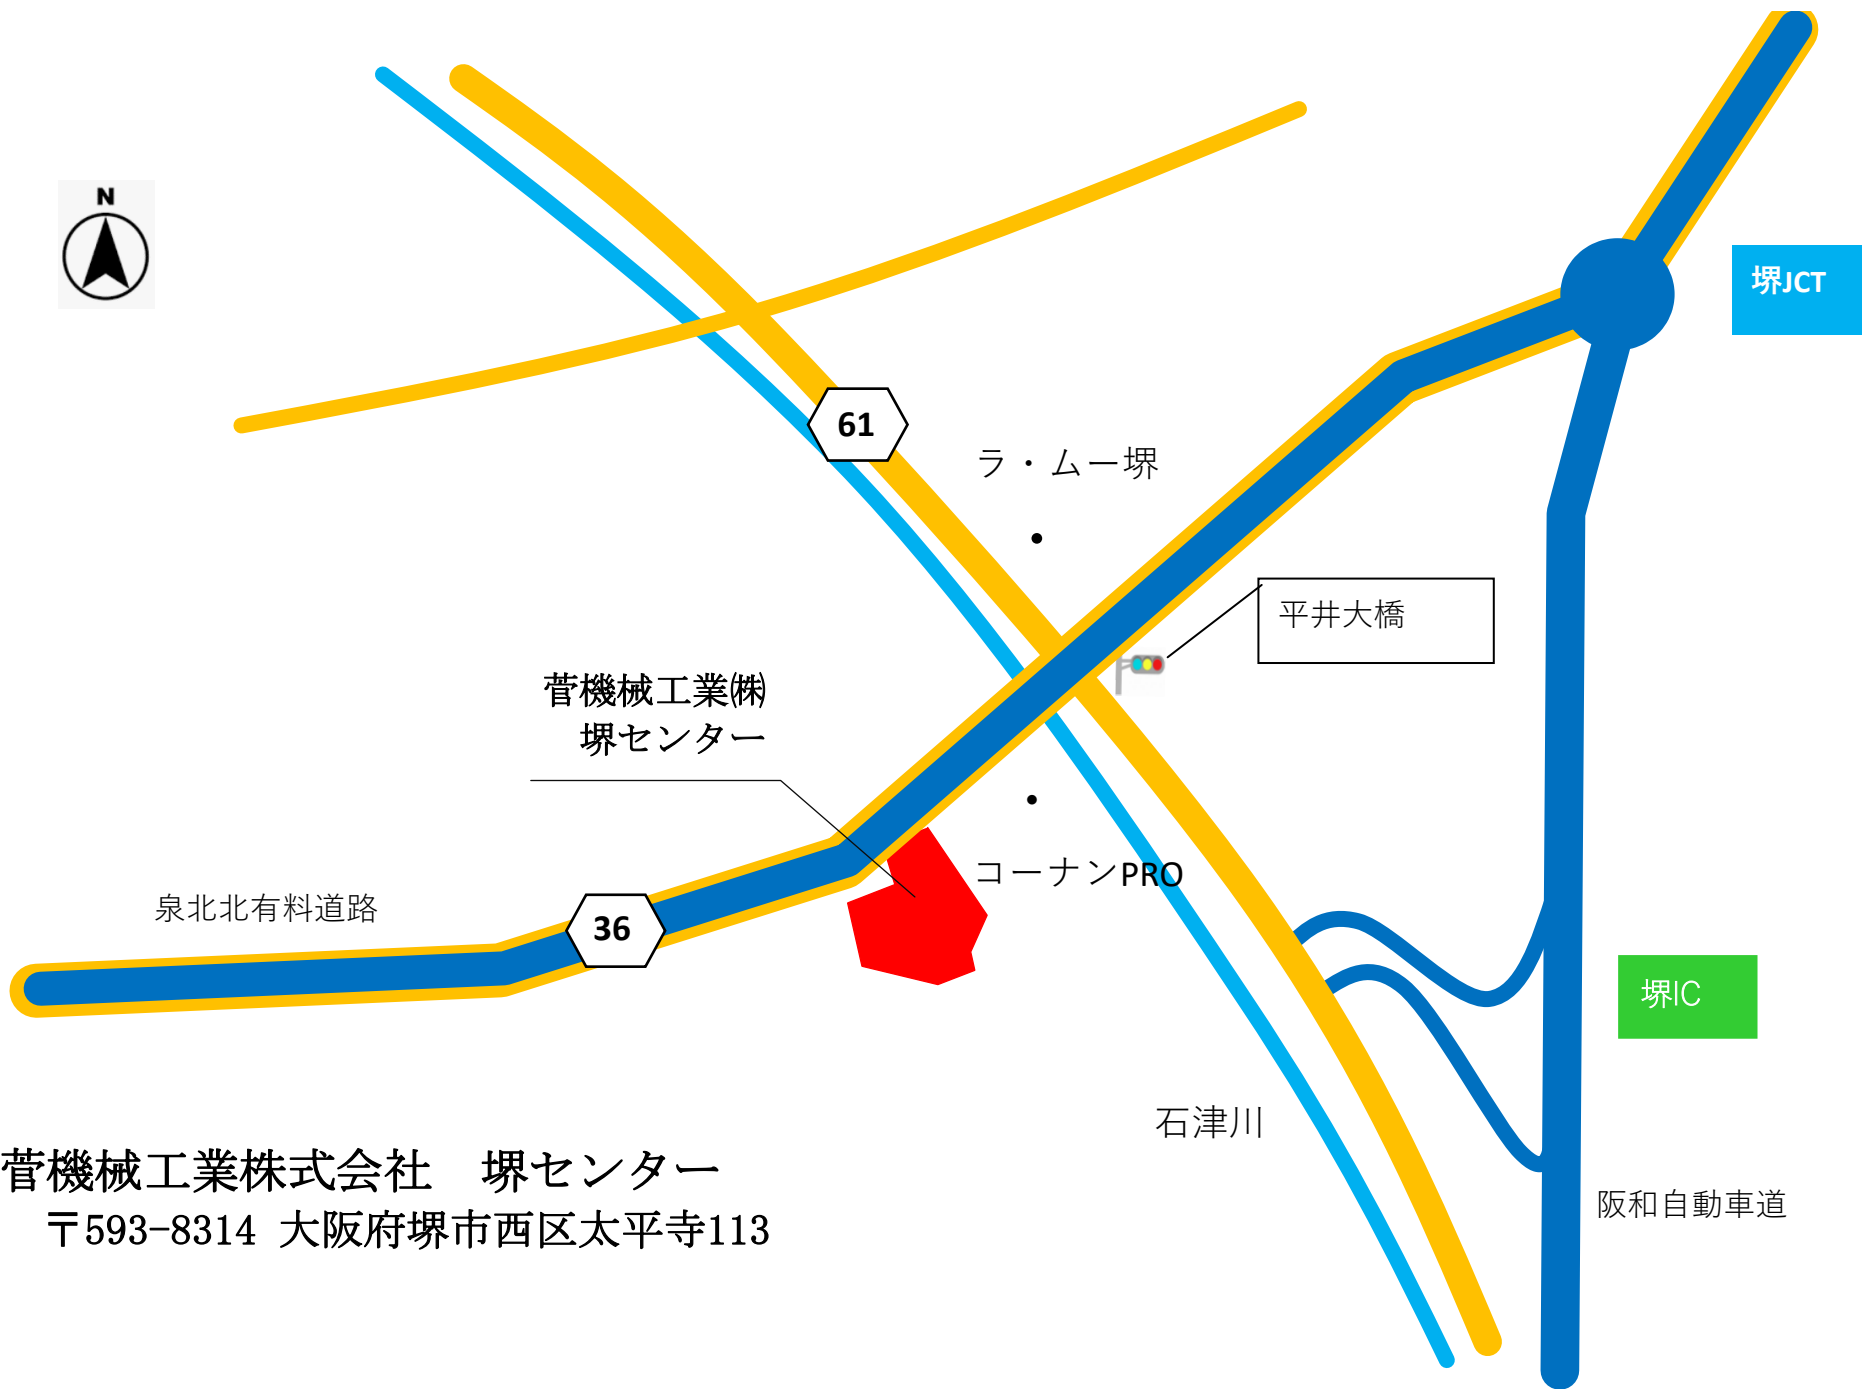 N
堺JCT
61
ラ・ムー堺
平井大橋
菅機械工業㈱
堺センター
コーナンPRO
泉北北有料道路
36
堺IC
石津川
菅機械工業株式会社　堺センター
〒593-8314 大阪府堺市西区太平寺113
阪和自動車道